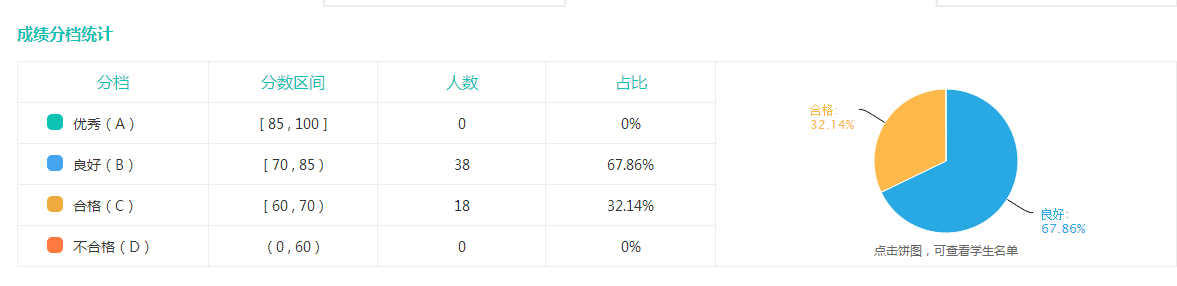 成绩分档统计
分档 分数区间 人数 占比
优秀（A） [ 85 , 100 ] 0 0%
良好（B） [ 70 , 85 ) 38 67.86%
合格（C） [ 60 , 70 ) 18 32.14%
不合格（D） ( 0 , 60 ) 0 0%
合格:
32.14%
良好:
67.86%
点击饼图，可查看学生名单